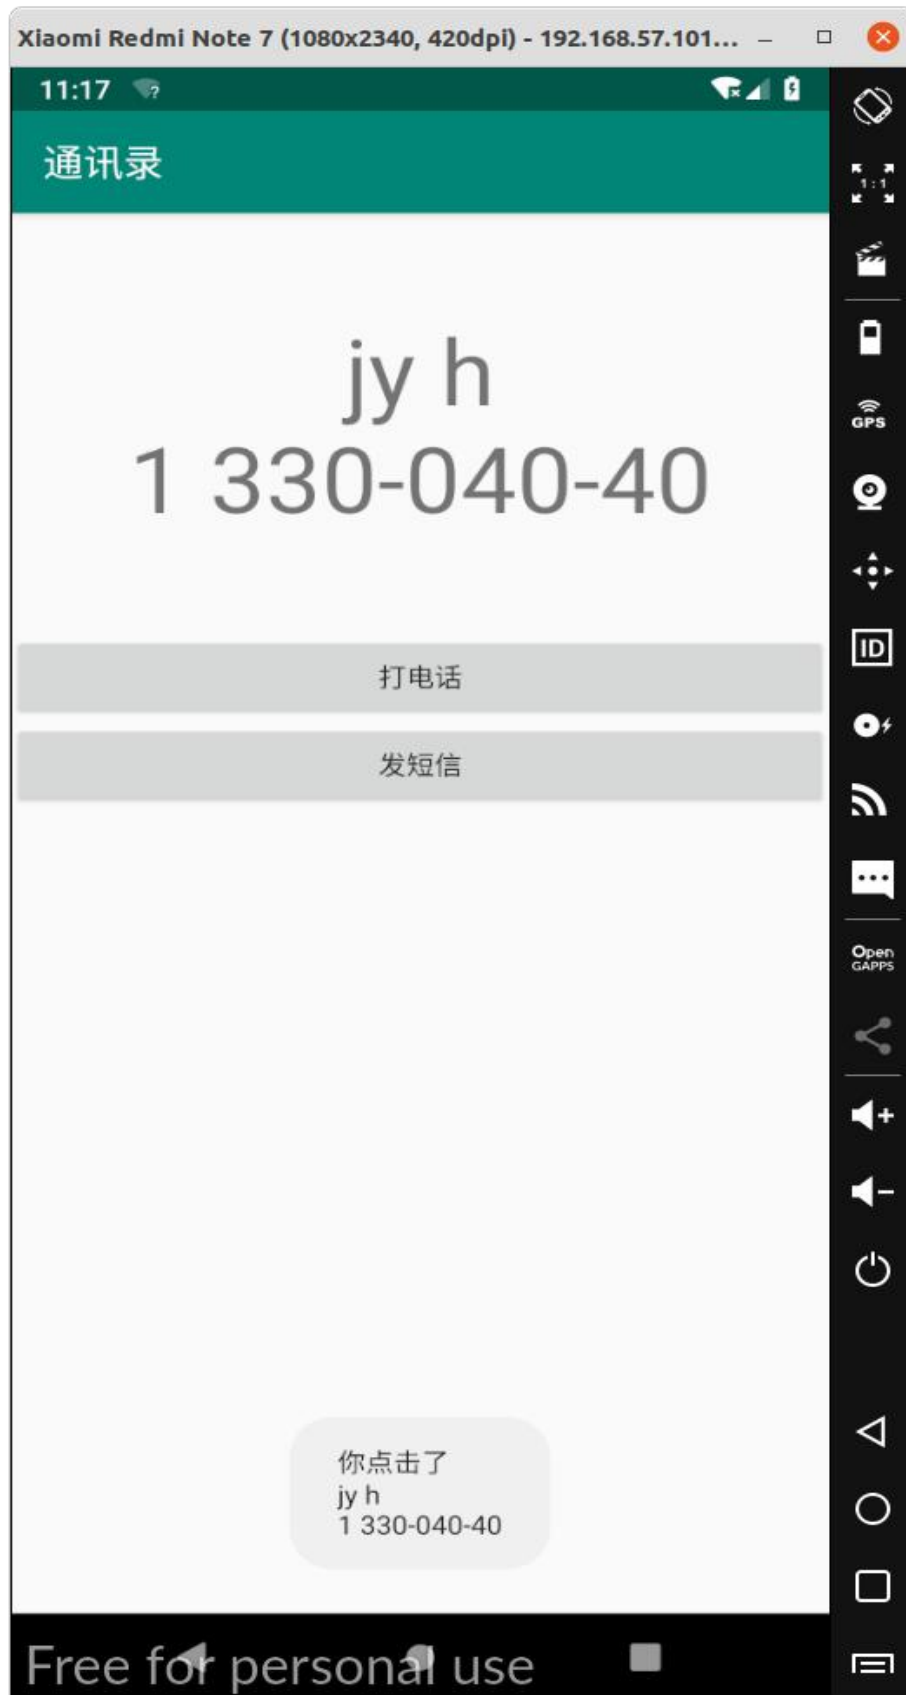 Xiaomi Redmi Note 7 (1080x2340, 420dpi) - 192.168.57.101...
11:17
通讯录
1:1
jy h
1 330-040-40
GPS
打电话
ID
发短信
Open
GAPPS
你点击了
jy h
1 330-040-40
Free for personal use